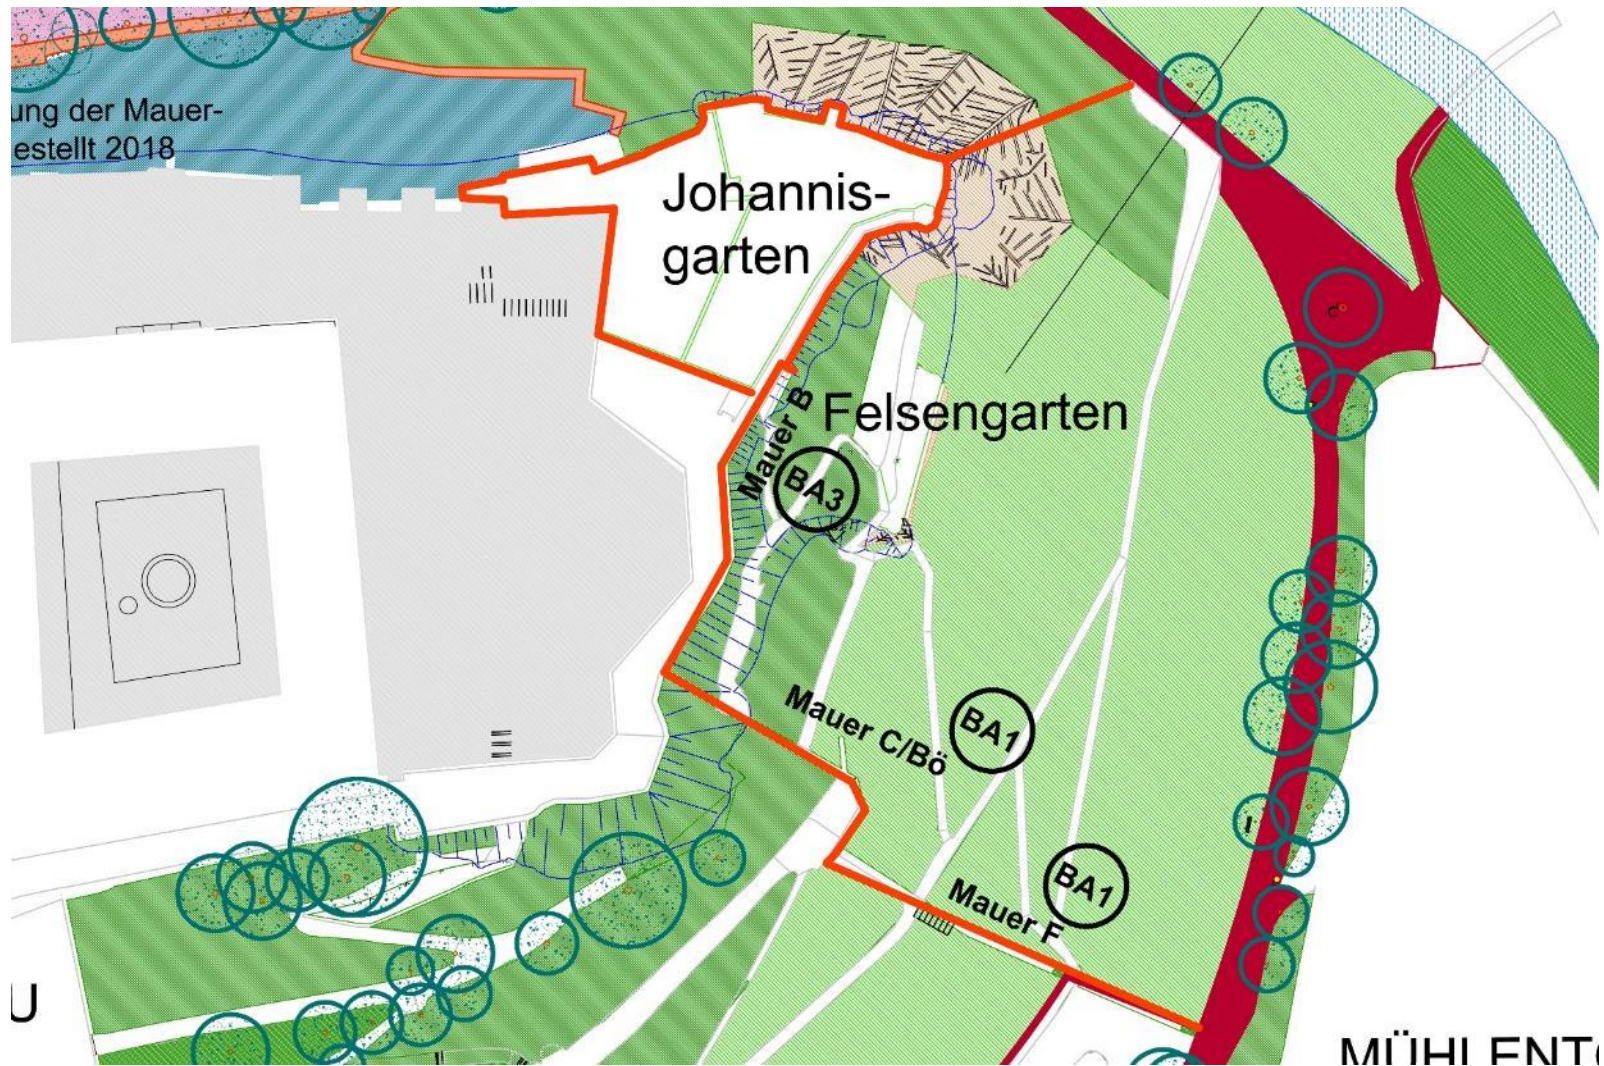 ung der Mauer-
estellt 2018
Johannis-
garten
Felsengarten
Mauer B
BA3
Mauer C/Bö
BA1
BA1
Mauer F
U
MÜHLENT